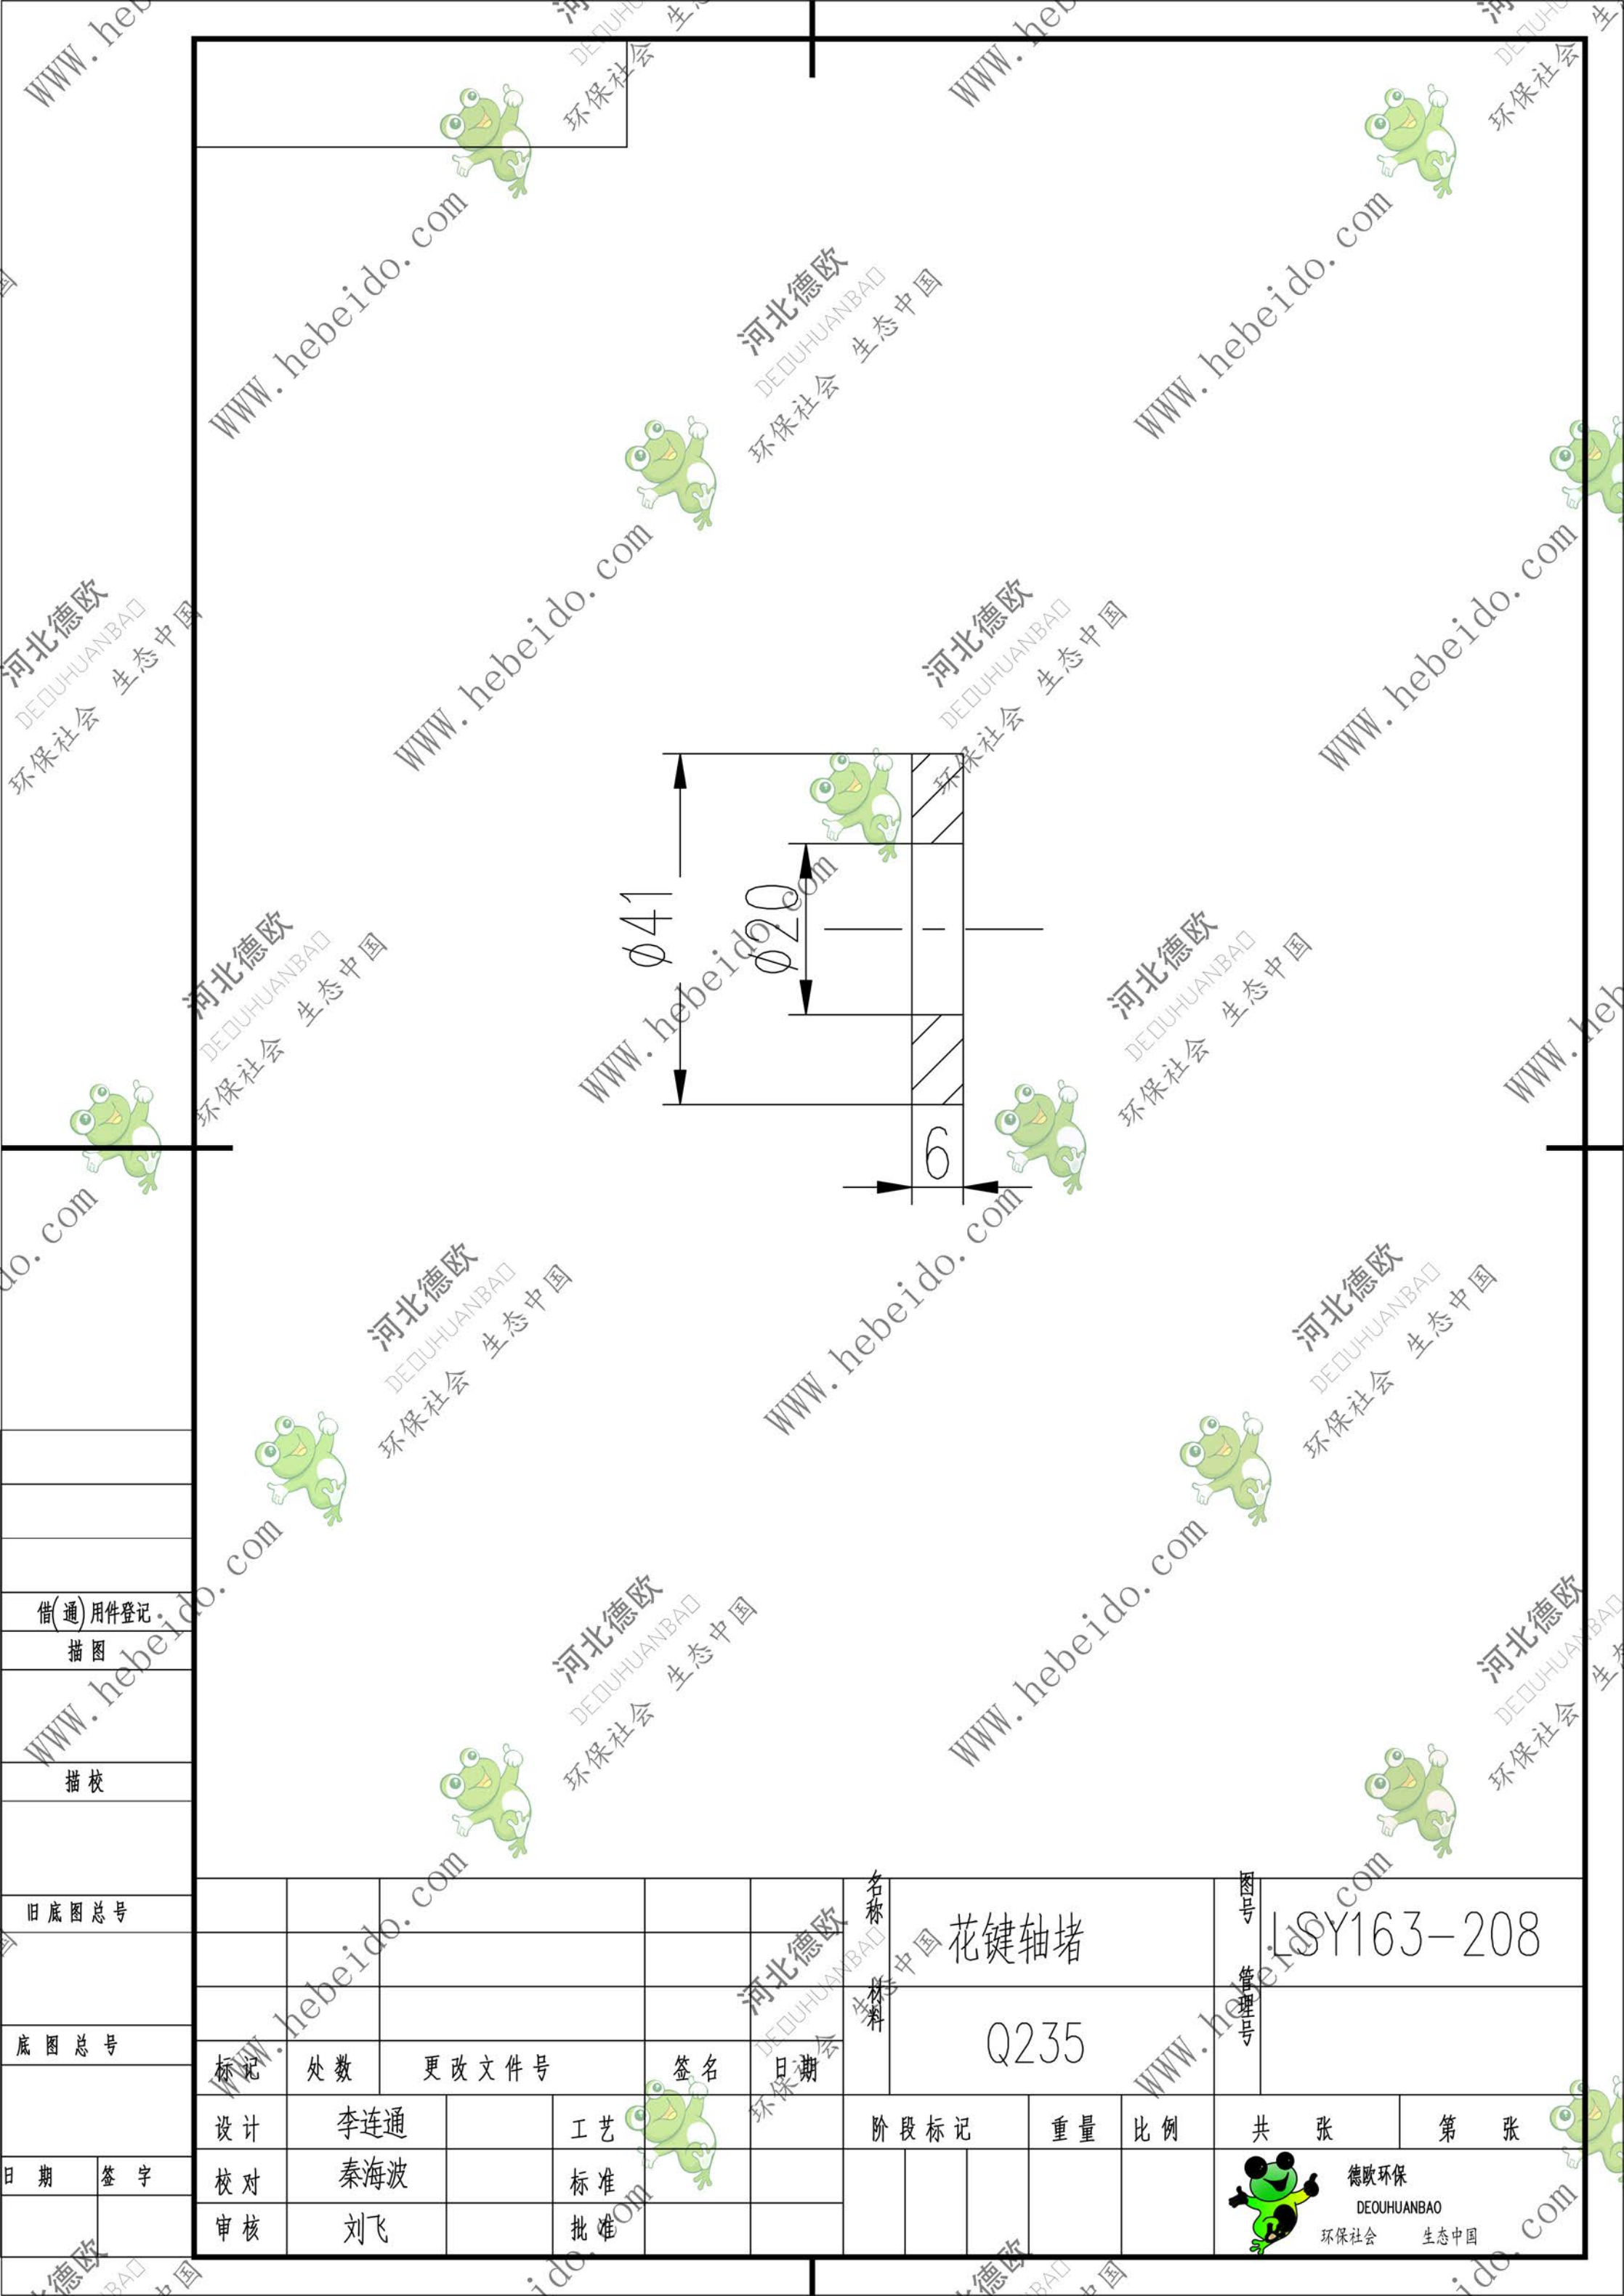 WWW.hebeido.com
河北德欧
DEOUHUANBAO
环保社会 生态中国
ø41
ø20
6
借(通)用件登记
描图
描校
旧底图总号
底图总号
日期 签字
名称 花键轴堵 图号 LSY163-208
材料 Q235 管理号
标记 处数 更改文件号 签名 日期
设计 李连通 工艺 阶段标记 重量 比例 共 张 第 张
校对 秦海波 标准
审核 刘飞 批准
德欧环保
DEOUHUANBAO
环保社会 生态中国